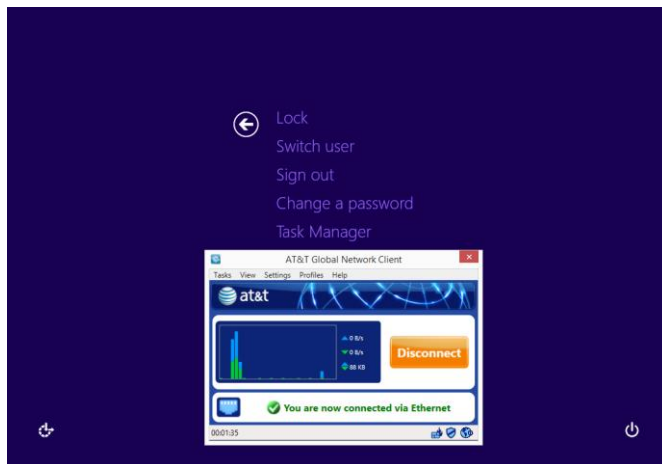 Lock
Switch user
Sign out
Change a password
Task Manager
AT&T Global Network Client
Tasks View Settings Profiles Help
at&t
0 B/s
0 B/s
88 KB
Disconnect
You are now connected via Ethernet
00:01:35